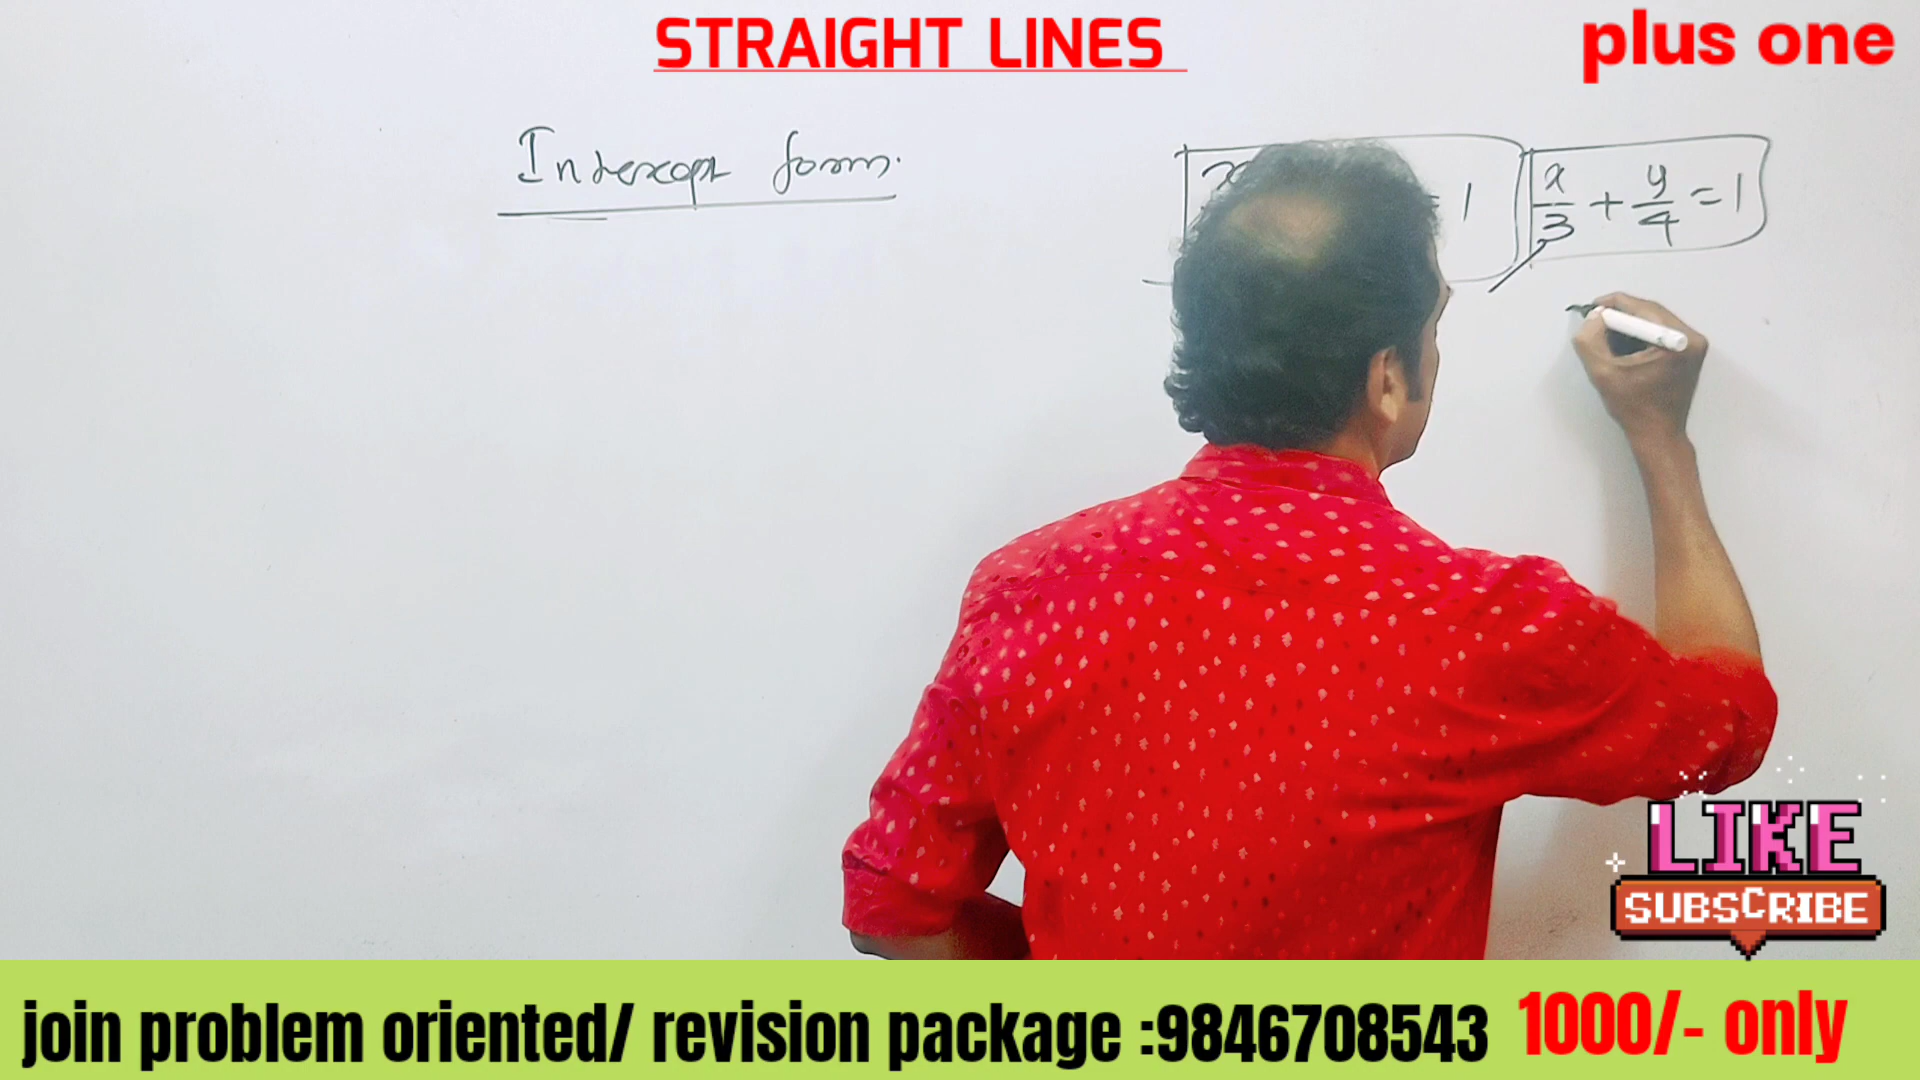 STRAIGHT LINES
plus one
Intercept form.
x = 1
x/3 + y/4 = 1
LIKE
SUBSCRIBE
join problem oriented/ revision package :9846708543 1000/- only